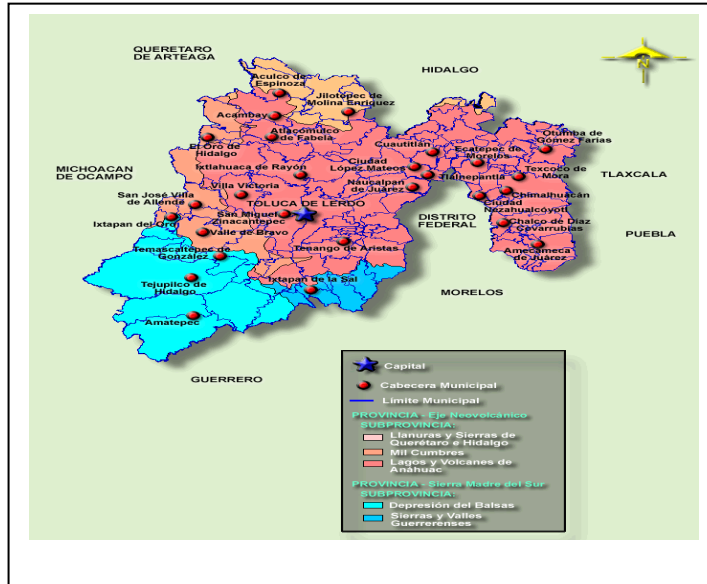 QUERETARO
DE ARTEAGA
HIDALGO
N
Aculco de
Espinoza
Jilotepec de
Molina Enriquez
Acambay
Atlacomulco
de Fabela
El Oro de
Hidalgo
Cuautitlán
Ecatepec de
Morelos
Otumba de
Gómez Farías
MICHOACAN
DE OCAMPO
Ixtlahuaca de Rayón
Ciudad
López Mateos
Tlalnepantla
Texcoco de
Mora
TLAXCALA
Villa Victoria
Naucalpan
de Juárez
Chimalhuacán
San José Villa
de Allende
TOLUCA DE LERDO
San Miguel
Zinacantepec
Ciudad
Nezahualcóyotl
DISTRITO
FEDERAL
Ixtapan del Oro
Valle de Bravo
Chalco de Díaz
Covarrubias
PUEBLA
Tenango de Aristas
Amecameca
de Juárez
Temascaltepec de
González
Ixtapan de la Sal
Tejupilco de
Hidalgo
MORELOS
Amatepec
GUERRERO
Capital
Cabecera Municipal
Límite Municipal
PROVINCIA - Eje Neovolcánico
SUBPROVINCIA:
Llanuras y Sierras de
Querétaro e Hidalgo
Mil Cumbres
Lagos y Volcanes de
Anáhuac
PROVINCIA - Sierra Madre del Sur
SUBPROVINCIA:
Depresión del Balsas
Sierras y Valles
Guerrerenses